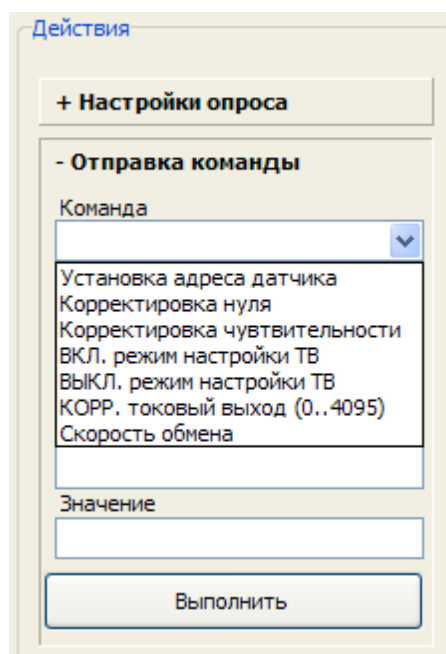 Действия
+ Настройки опроса
- Отправка команды
Команда
Установка адреса датчика
Корректировка нуля
Корректировка чувтвительности
ВКЛ. режим настройки ТВ
ВЫКЛ. режим настройки ТВ
КОРР. токовый выход (0..4095)
Скорость обмена
Значение
Выполнить